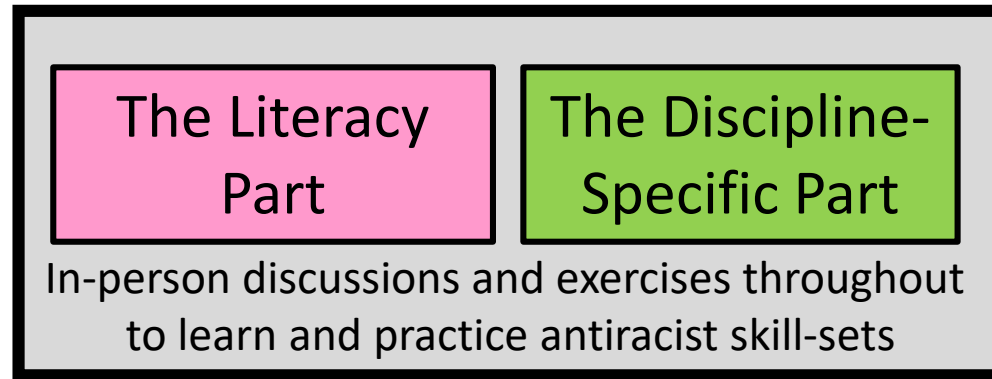 The Literacy
Part
The Discipline-
Specific Part
In-person discussions and exercises throughout
to learn and practice antiracist skill-sets